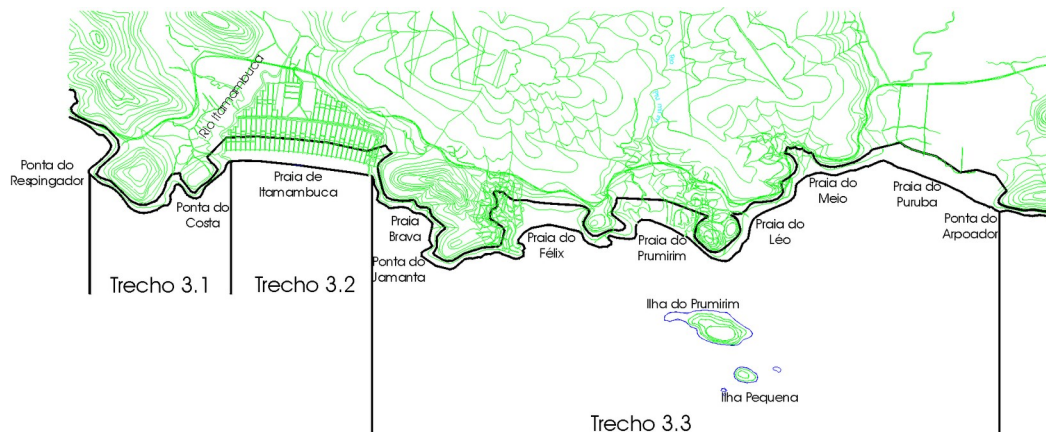 Rio Itamambuca
Ponta do
Respingador
Praia de
Itamambuca
Ponta do
Costa
Praia
Brava
Ponta do
Jamanta
Praia do
Félix
Praia do
Prumirim
Praia do
Léo
Praia do
Meio
Praia do
Puruba
Ponta do
Arpoador
Trecho 3.1
Trecho 3.2
Ilha do Prumirim
Ilha Pequena
Trecho 3.3